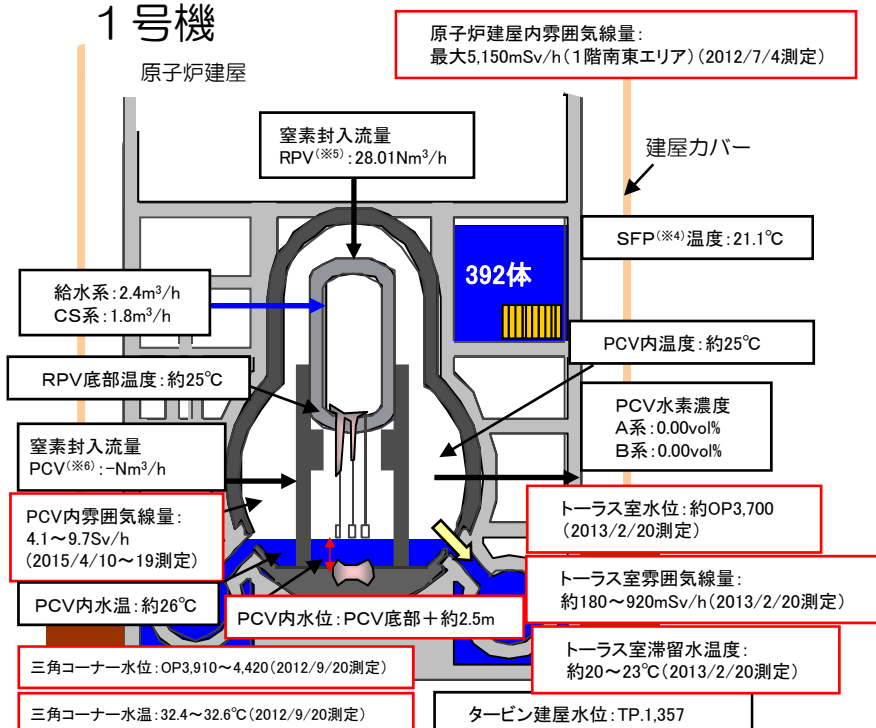 1号機
原子炉建屋内雰囲気線量:
最大5,150mSv/h(1階南東エリア)(2012/7/4測定)
原子炉建屋
窒素封入流量
RPV(※5):28.01Nm³/h
建屋カバー
SFP(※4)温度:21.1℃
392体
給水系:2.4m³/h
CS系:1.8m³/h
PCV内温度:約25℃
RPV底部温度:約25℃
PCV水素濃度
A系:0.00vol%
B系:0.00vol%
窒素封入流量
PCV(※6):-Nm³/h
PCV内雰囲気線量:
4.1~9.7Sv/h
(2015/4/10~19測定)
トーラス室水位:約OP3,700
(2013/2/20測定)
トーラス室雰囲気線量:
約180~920mSv/h(2013/2/20測定)
PCV内水温:約26℃
PCV内水位:PCV底部+約2.5m
トーラス室滞留水温度:
約20~23℃(2013/2/20測定)
三角コーナー水位:OP3,910~4,420(2012/9/20測定)
三角コーナー水温:32.4~32.6℃(2012/9/20測定)
タービン建屋水位:TP.1,357